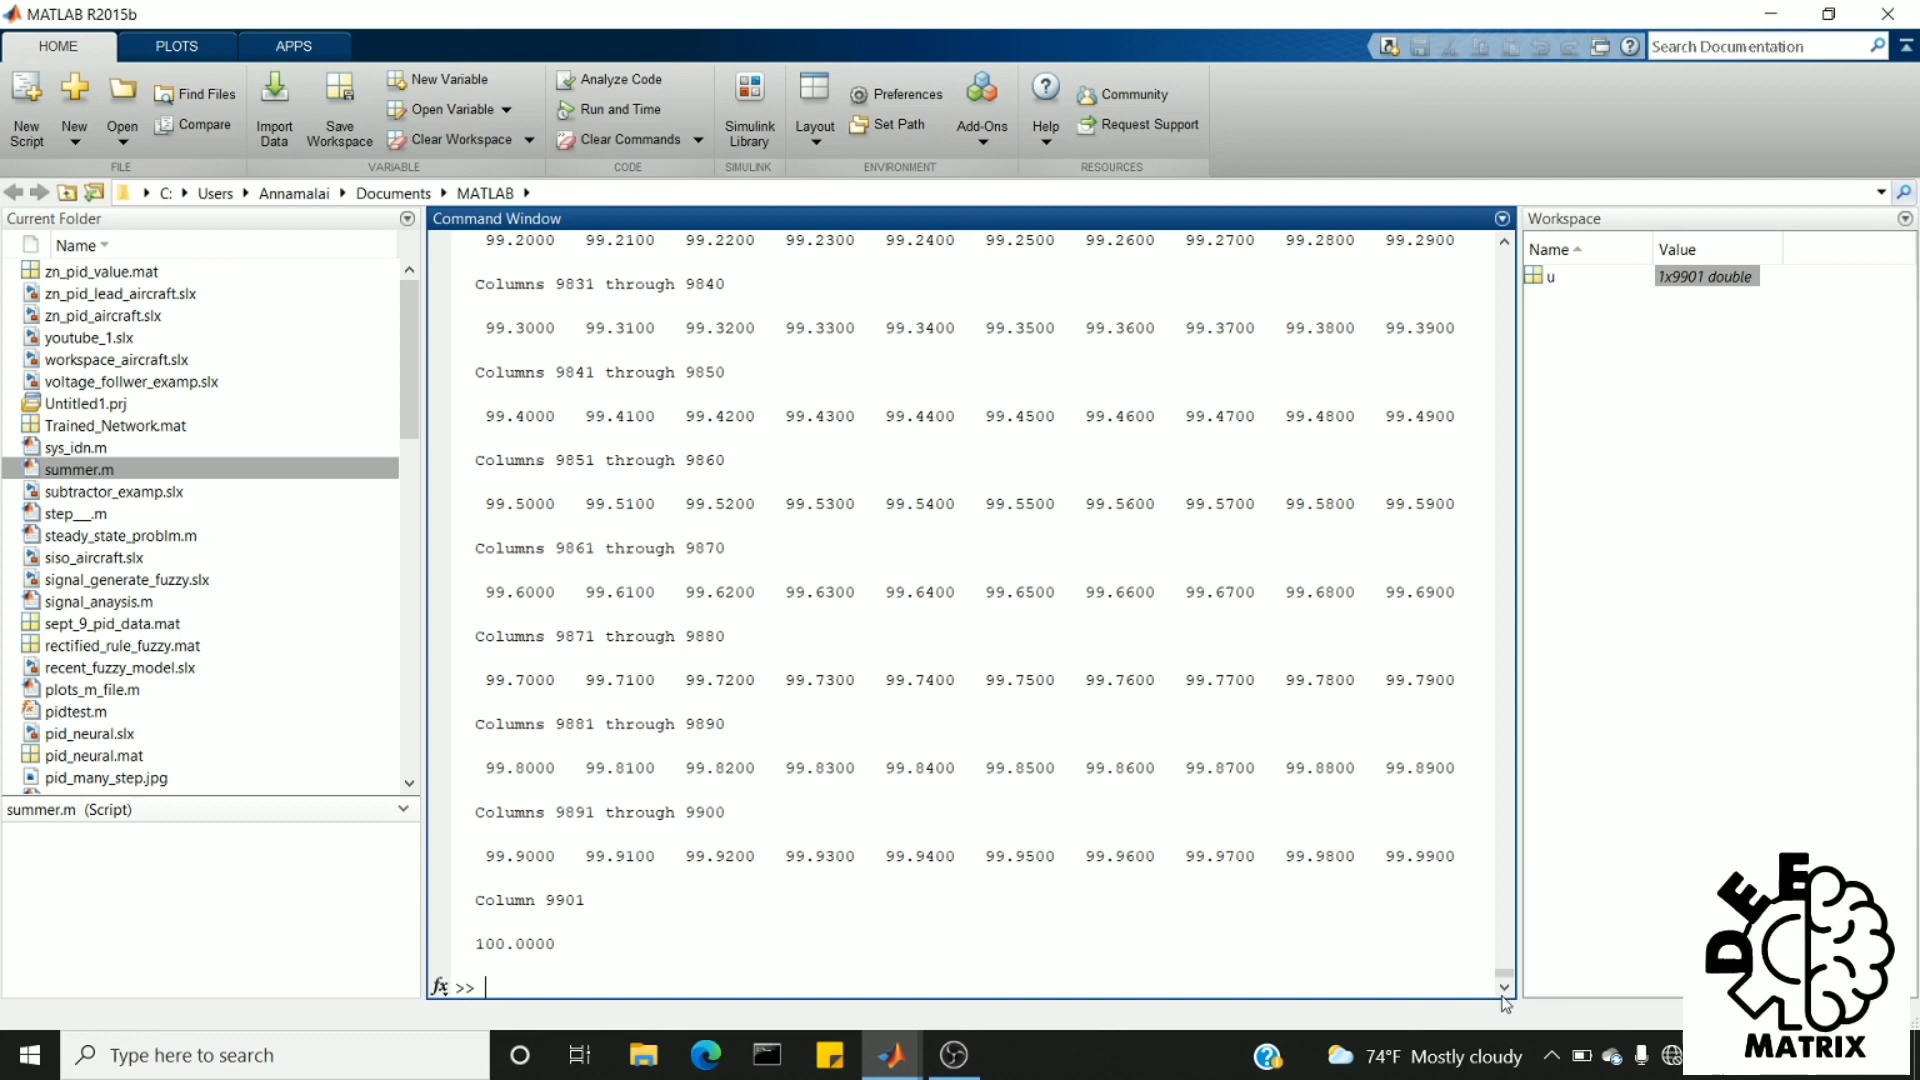 MATLAB R2015b
HOME PLOTS APPS
Search Documentation
New Script
New
Open
Find Files
Compare
Import Data
Save Workspace
New Variable
Open Variable
Clear Workspace
Analyze Code
Run and Time
Clear Commands
Simulink Library
Layout
Preferences
Set Path
Add-Ons
Help
Community
Request Support
FILE VARIABLE CODE SIMULINK ENVIRONMENT RESOURCES
C: Users Annamalai Documents MATLAB
Current Folder
Name
zn_pid_value.mat
zn_pid_lead_aircraft.slx
zn_pid_aircraft.slx
youtube_1.slx
workspace_aircraft.slx
voltage_follwer_examp.slx
Untitled1.prj
Trained_Network.mat
sys_idn.m
summer.m
subtractor_examp.slx
step__.m
steady_state_problm.m
siso_aircraft.slx
signal_generate_fuzzy.slx
signal_anaysis.m
sept_9_pid_data.mat
rectified_rule_fuzzy.mat
recent_fuzzy_model.slx
plots_m_file.m
pidtest.m
pid_neural.slx
pid_neural.mat
pid_many_step.jpg
summer.m (Script)
Command Window
99.2000 99.2100 99.2200 99.2300 99.2400 99.2500 99.2600 99.2700 99.2800 99.2900
Columns 9831 through 9840
99.3000 99.3100 99.3200 99.3300 99.3400 99.3500 99.3600 99.3700 99.3800 99.3900
Columns 9841 through 9850
99.4000 99.4100 99.4200 99.4300 99.4400 99.4500 99.4600 99.4700 99.4800 99.4900
Columns 9851 through 9860
99.5000 99.5100 99.5200 99.5300 99.5400 99.5500 99.5600 99.5700 99.5800 99.5900
Columns 9861 through 9870
99.6000 99.6100 99.6200 99.6300 99.6400 99.6500 99.6600 99.6700 99.6800 99.6900
Columns 9871 through 9880
99.7000 99.7100 99.7200 99.7300 99.7400 99.7500 99.7600 99.7700 99.7800 99.7900
Columns 9881 through 9890
99.8000 99.8100 99.8200 99.8300 99.8400 99.8500 99.8600 99.8700 99.8800 99.8900
Columns 9891 through 9900
99.9000 99.9100 99.9200 99.9300 99.9400 99.9500 99.9600 99.9700 99.9800 99.9900
Column 9901
100.0000
fx >>
Workspace
Name Value
u 1x9901 double
DEE
MATRIX
Type here to search
74°F Mostly cloudy